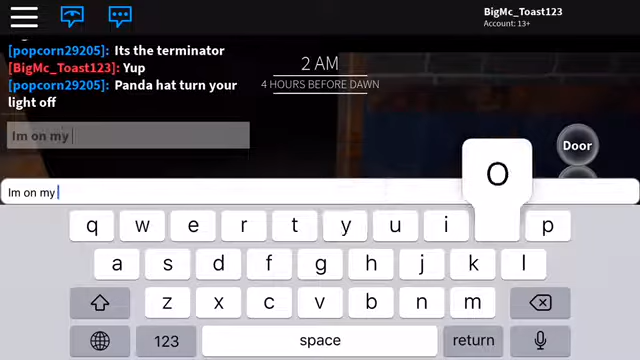 BigMc_Toast123
Account: 13+
[popcorn29205]: Its the terminator
[BigMc_Toast123]: Yup
[popcorn29205]: Panda hat turn your
light off
2 AM
4 HOURS BEFORE DAWN
Im on my
Door
Im on my
O
q w e r t y u i p
a s d f g h j k l
z x c v b n m
123 space return